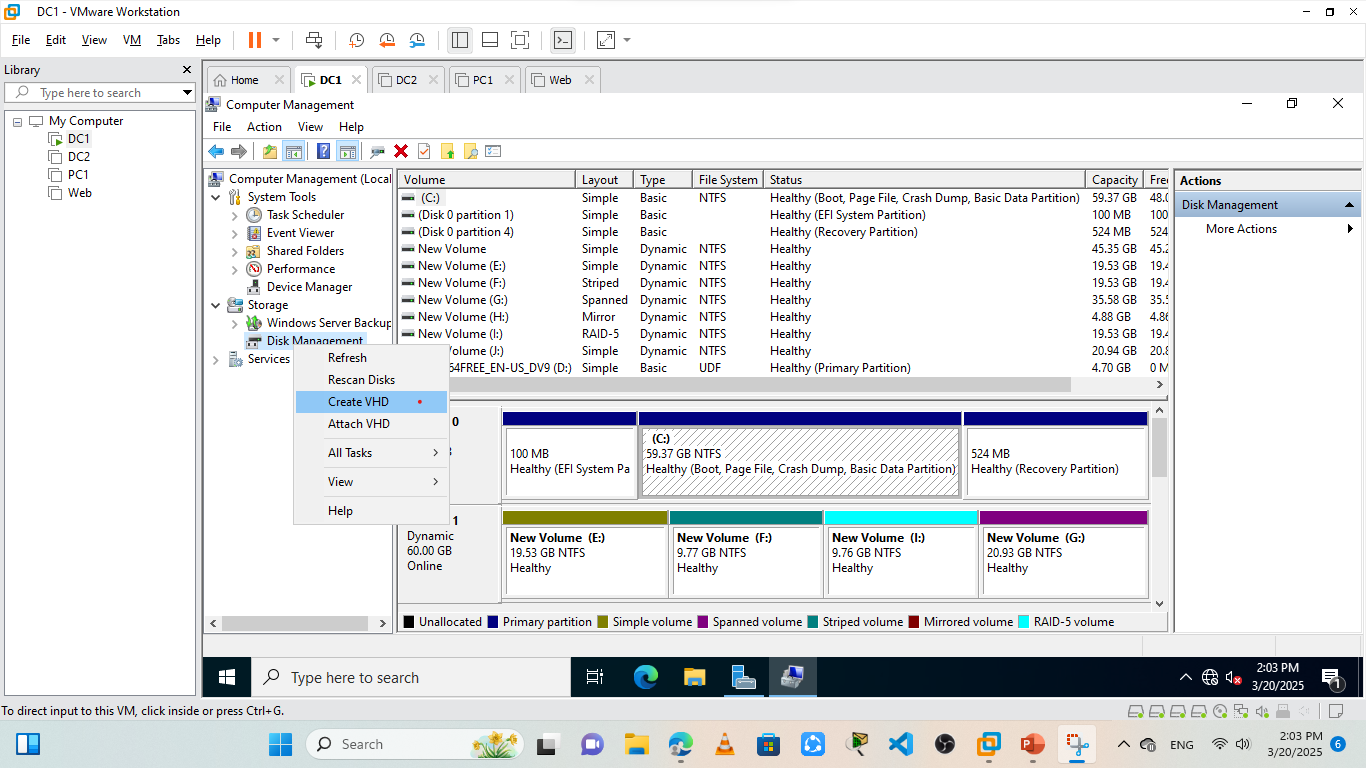 DC1 - VMware Workstation
File Edit View VM Tabs Help
Library
Type here to search
My Computer
DC1
DC2
PC1
Web
Home DC1 DC2 PC1 Web
Computer Management
File Action View Help
Computer Management (Local
System Tools
Task Scheduler
Event Viewer
Shared Folders
Performance
Device Manager
Storage
Windows Server Backup
Disk Management
Services
Refresh
Rescan Disks
Create VHD
Attach VHD
All Tasks
View
Help
Volume Layout Type File System Status Capacity Free
(C:) Simple Basic NTFS Healthy (Boot, Page File, Crash Dump, Basic Data Partition) 59.37 GB 48.0
(Disk 0 partition 1) Simple Basic Healthy (EFI System Partition) 100 MB 100
(Disk 0 partition 4) Simple Basic Healthy (Recovery Partition) 524 MB 524
New Volume Simple Dynamic NTFS Healthy 45.35 GB 45.2
New Volume (E:) Simple Dynamic NTFS Healthy 19.53 GB 19.4
New Volume (F:) Striped Dynamic NTFS Healthy 19.53 GB 19.4
New Volume (G:) Spanned Dynamic NTFS Healthy 35.58 GB 35.5
New Volume (H:) Mirror Dynamic NTFS Healthy 4.88 GB 4.86
New Volume (I:) RAID-5 Dynamic NTFS Healthy 19.53 GB 19.4
Volume (J:) Simple Dynamic NTFS Healthy 20.94 GB 20.8
64FREE_EN-US_DV9 (D:) Simple Basic UDF Healthy (Primary Partition) 4.70 GB 0 M
0
100 MB
Healthy (EFI System Pa
(C:)
59.37 GB NTFS
Healthy (Boot, Page File, Crash Dump, Basic Data Partition)
524 MB
Healthy (Recovery Partition)
1
Dynamic
60.00 GB
Online
New Volume (E:)
19.53 GB NTFS
Healthy
New Volume (F:)
9.77 GB NTFS
Healthy
New Volume (I:)
9.76 GB NTFS
Healthy
New Volume (G:)
20.93 GB NTFS
Healthy
Unallocated Primary partition Simple volume Spanned volume Striped volume Mirrored volume RAID-5 volume
Actions
Disk Management
More Actions
Type here to search
2:03 PM
3/20/2025
1
To direct input to this VM, click inside or press Ctrl+G.
Search
ENG
2:03 PM
3/20/2025
6